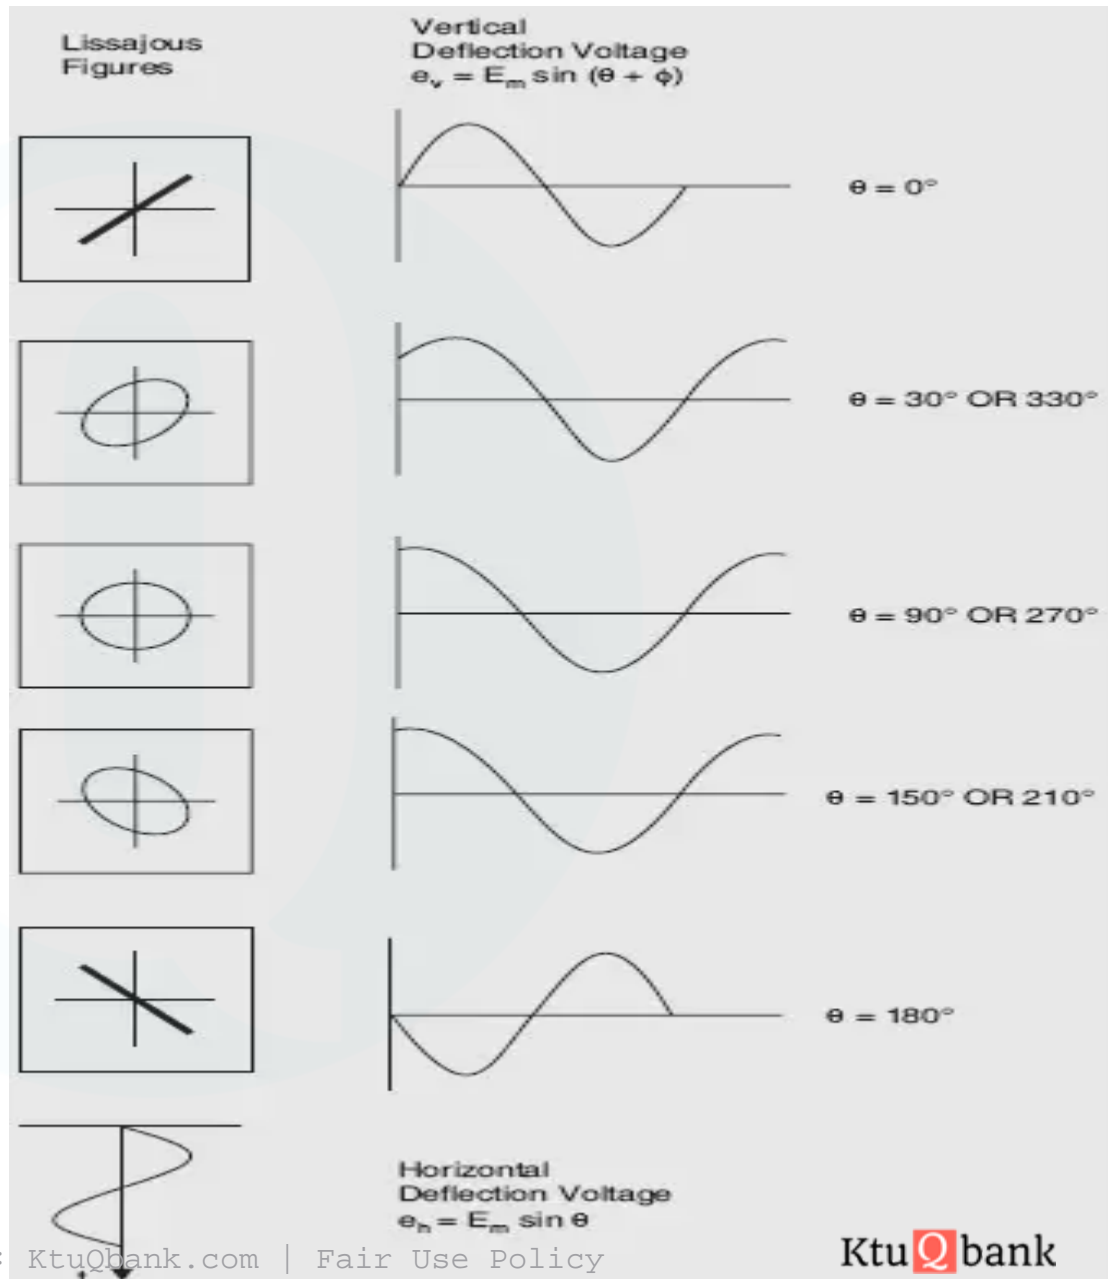 Lissajous
Figures
Vertical
Deflection Voltage
eᵥ = Eₘ sin (θ + ϕ)
θ = 0°
θ = 30° OR 330°
θ = 90° OR 270°
θ = 150° OR 210°
θ = 180°
Horizontal
Deflection Voltage
eₕ = Eₘ sin θ
KtuQbank.com | Fair Use Policy
KtuQbank